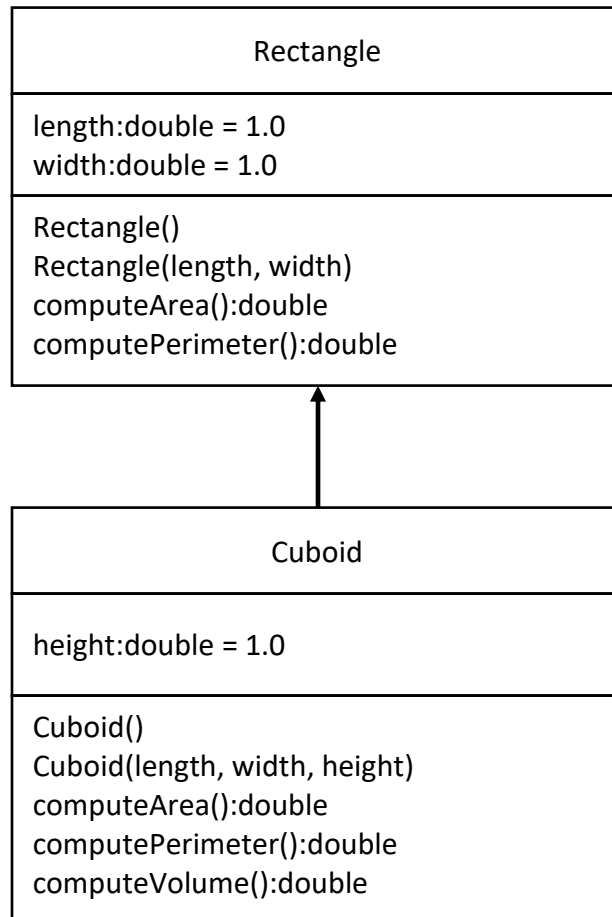 Rectangle
length:double = 1.0
width:double = 1.0
Rectangle()
Rectangle(length, width)
computeArea():double
computePerimeter():double
Cuboid
height:double = 1.0
Cuboid()
Cuboid(length, width, height)
computeArea():double
computePerimeter():double
computeVolume():double